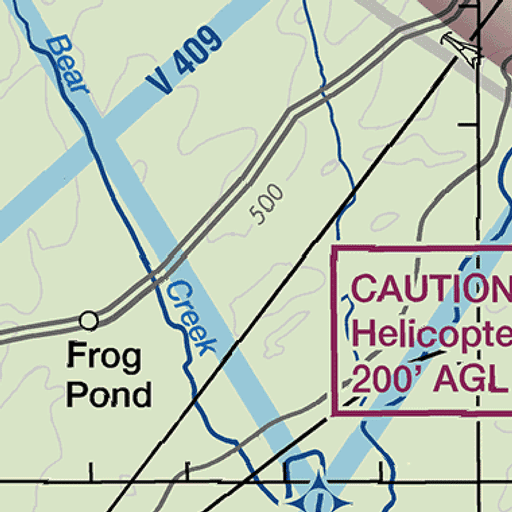 Bear
V 409
500
Creek
Frog
Pond
CAUTION
Helicopte
200' AGL